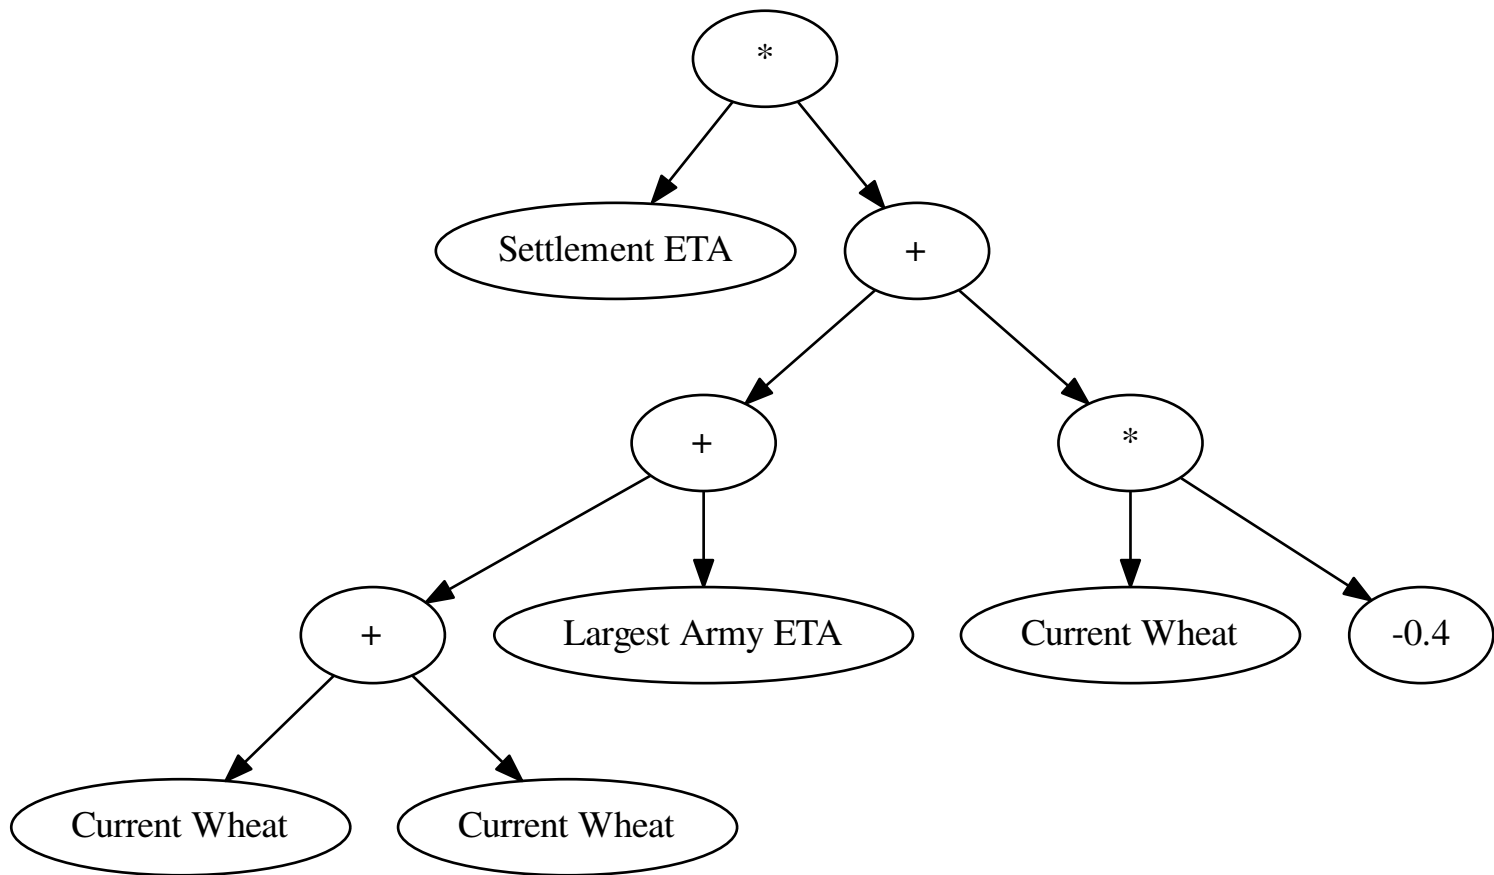 *
Settlement ETA
+
+
*
+
Largest Army ETA
Current Wheat
-0.4
Current Wheat
Current Wheat